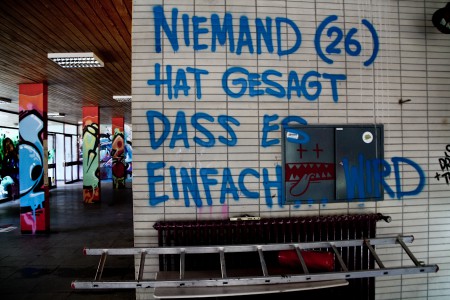 NIEMAND (26)
HAT GESAGT
DASS ES
EINFACH... WIRD